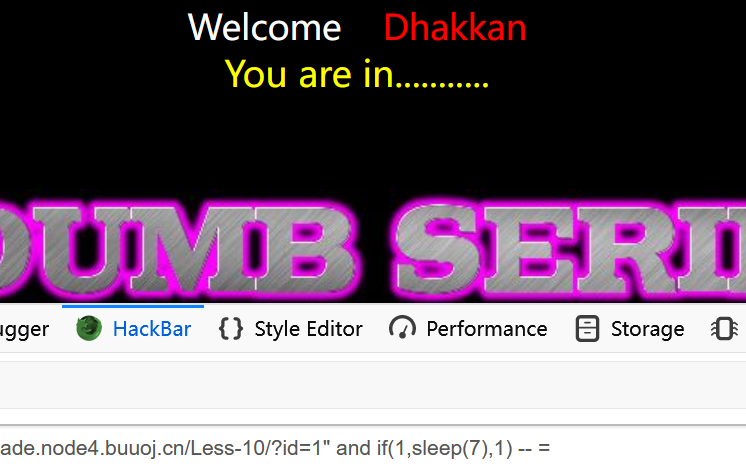 Welcome Dhakkan
You are in...........
DUMB SERI
ugger HackBar Style Editor Performance Storage
ade.node4.buuoj.cn/Less-10/?id=1" and if(1,sleep(7),1) -- =